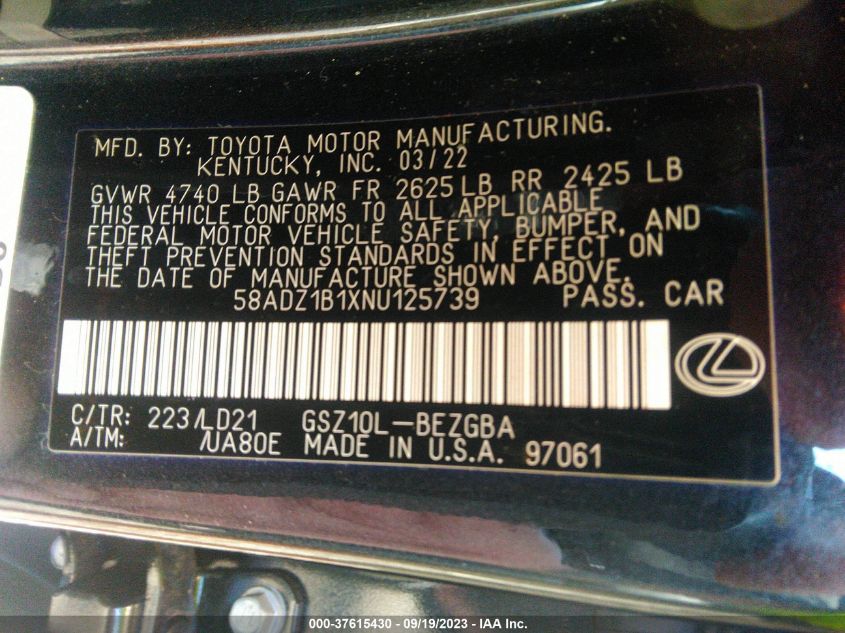 MFD. BY: TOYOTA MOTOR MANUFACTURING.
KENTUCKY, INC. 03/22
GVWR 4740 LB GAWR FR 2625 LB RR 2425 LB
THIS VEHICLE CONFORMS TO ALL APPLICABLE
FEDERAL MOTOR VEHICLE SAFETY, BUMPER, AND
THEFT PREVENTION STANDARDS IN EFFECT ON
THE DATE OF MANUFACTURE SHOWN ABOVE.
58ADZ1B1XNU125739 PASS. CAR
C/TR: 223/LD21 GSZ10L-BEZGBA
A/TM: /UA80E MADE IN U.S.A. 97061
000-37615430 - 09/19/2023 - IAA Inc.